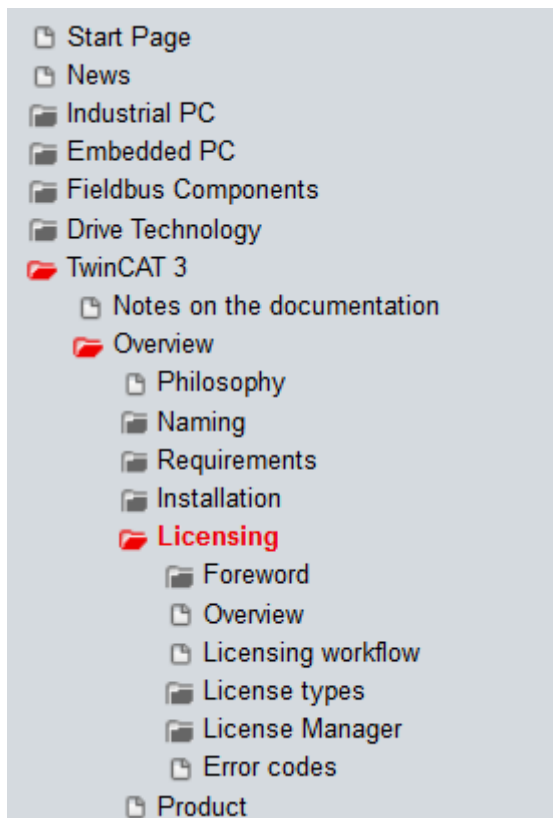 Start Page
News
Industrial PC
Embedded PC
Fieldbus Components
Drive Technology
TwinCAT 3
Notes on the documentation
Overview
Philosophy
Naming
Requirements
Installation
Licensing
Foreword
Overview
Licensing workflow
License types
License Manager
Error codes
Product